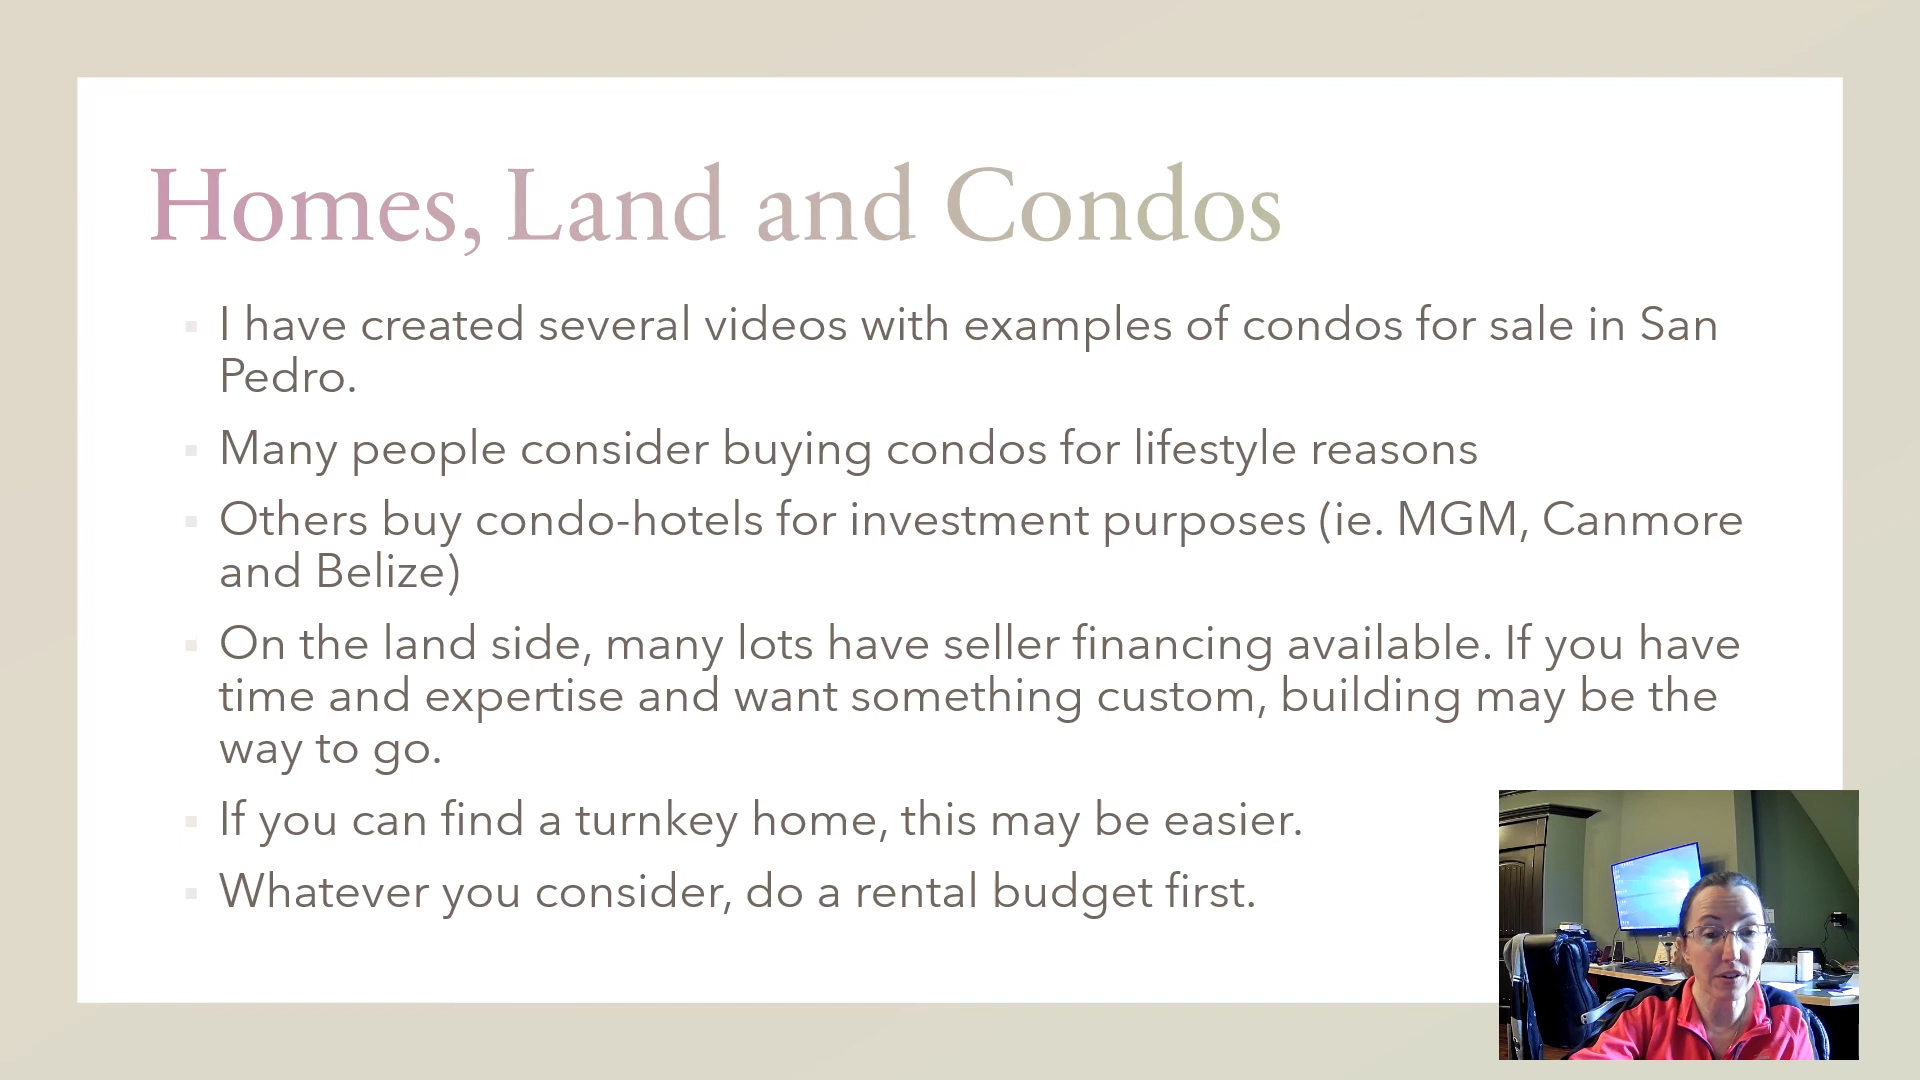 Homes, Land and Condos
I have created several videos with examples of condos for sale in San
Pedro.
Many people consider buying condos for lifestyle reasons
Others buy condo-hotels for investment purposes (ie. MGM, Canmore
and Belize)
On the land side, many lots have seller financing available. If you have
time and expertise and want something custom, building may be the
way to go.
If you can find a turnkey home, this may be easier.
Whatever you consider, do a rental budget first.